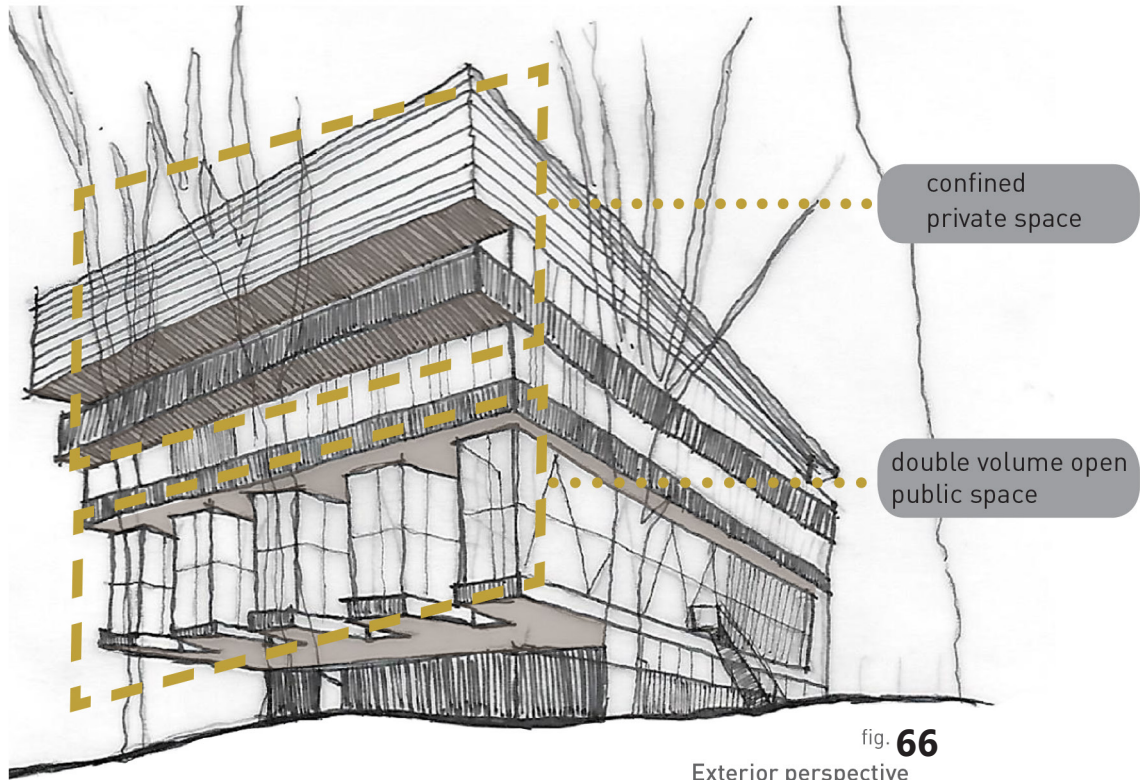 confined
private space
double volume open
public space
fig. 66
Exterior perspective